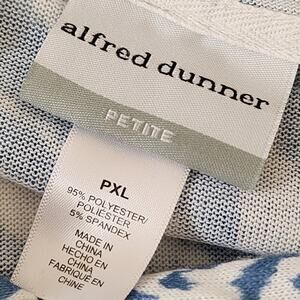 alfred dunner
PETITE
PXL
95% POLYESTER/
POLIESTER
5% SPANDEX
MADE IN
CHINA
HECHO EN
CHINA
FABRIQUÉ EN
CHINE